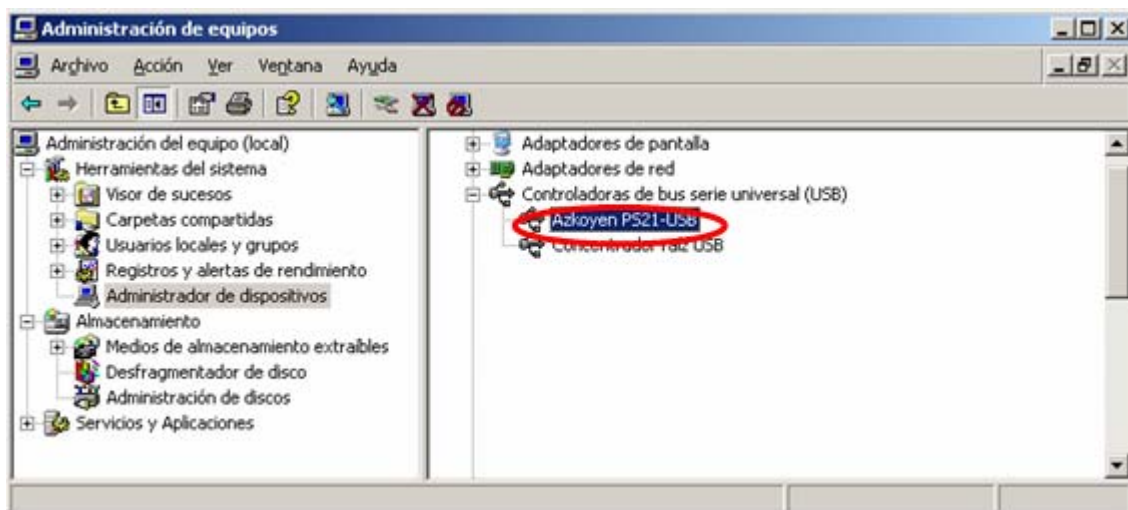 Administración de equipos
Archivo Acción Ver Ventana Ayuda
Administración del equipo (local)
Herramientas del sistema
Visor de sucesos
Carpetas compartidas
Usuarios locales y grupos
Registros y alertas de rendimiento
Administrador de dispositivos
Almacenamiento
Medios de almacenamiento extraíbles
Desfragmentador de disco
Administración de discos
Servicios y Aplicaciones
Adaptadores de pantalla
Adaptadores de red
Controladoras de bus serie universal (USB)
Azkoyen PS21-USB
Concentrador raíz USB